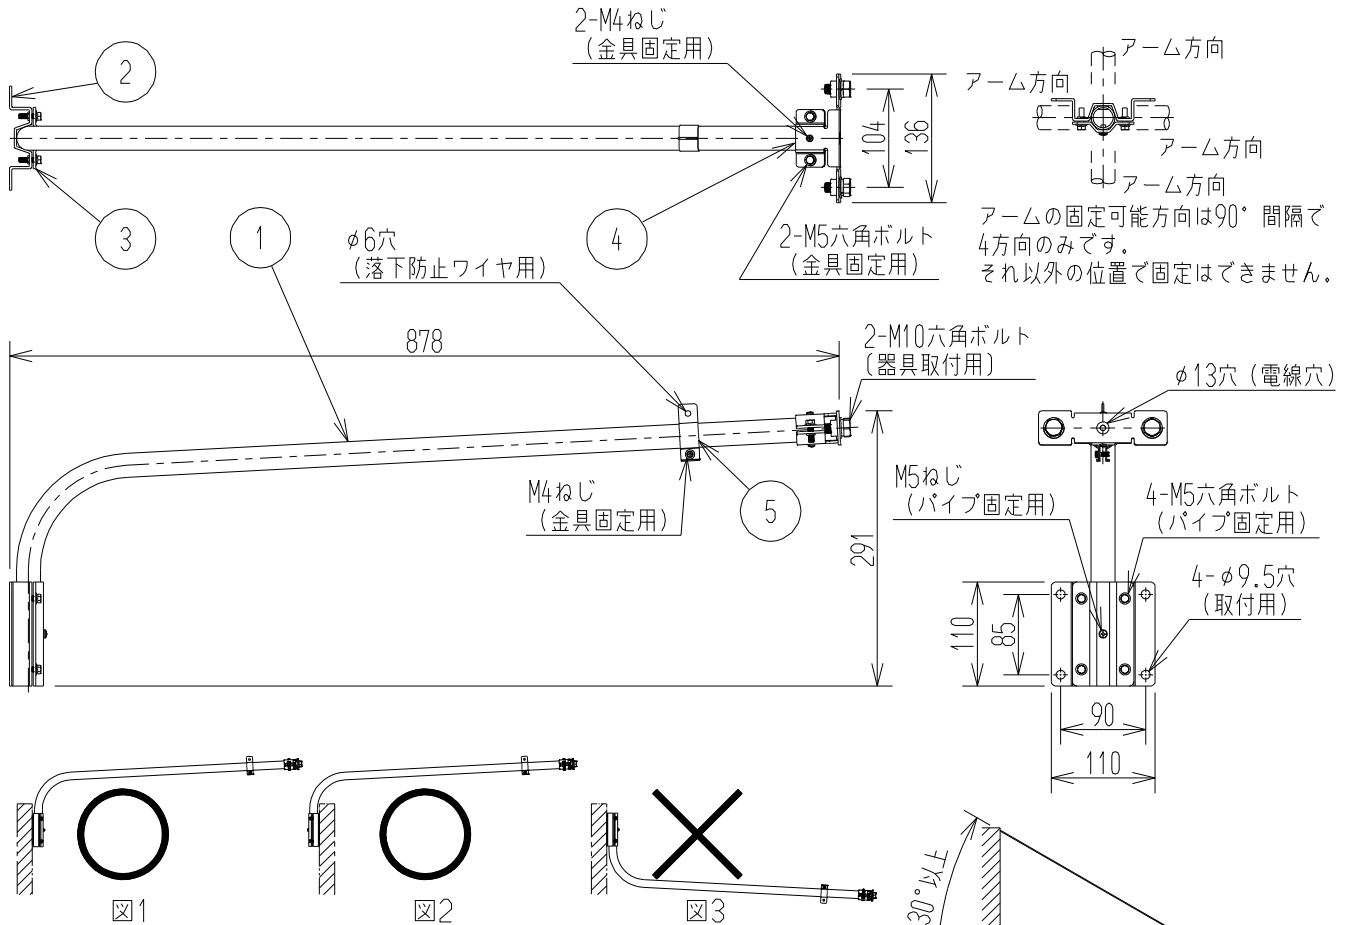 2-M4ねじ
（金具固定用）
2
3
1
4
104
136
2-M5六角ボルト
（金具固定用）
アーム方向
アーム方向
アーム方向
アーム方向
アームの固定可能方向は90° 間隔で
4方向のみです。
それ以外の位置で固定はできません。
φ6穴
（落下防止ワイヤ用）
878
2-M10六角ボルト
（器具取付用）
φ13穴（電線穴）
M4ねじ
（金具固定用）
5
291
M5ねじ
（パイプ固定用）
4-M5六角ボルト
（パイプ固定用）
4-φ9.5穴
（取付用）
110
85
90
110
図1
図2
図3
30°以上